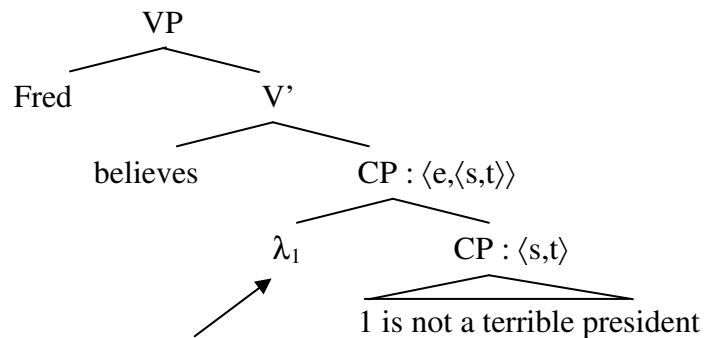 VP
Fred V’
believes CP : ⟨e,⟨s,t⟩⟩
λ₁ CP : ⟨s,t⟩
1 is not a terrible president